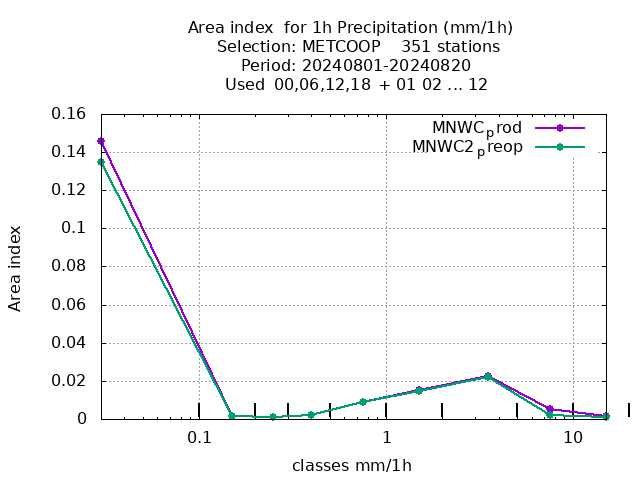 Area index  for 1h Precipitation (mm/1h)
Selection: METCOOP    351 stations
Period: 20240801-20240820
Used  00,06,12,18 + 01 02 ... 12
MNWCprod
MNWC2preop
0.16
0.14
0.12
0.1
0.08
0.06
0.04
0.02
0
Area index
0.1 1 10
classes mm/1h